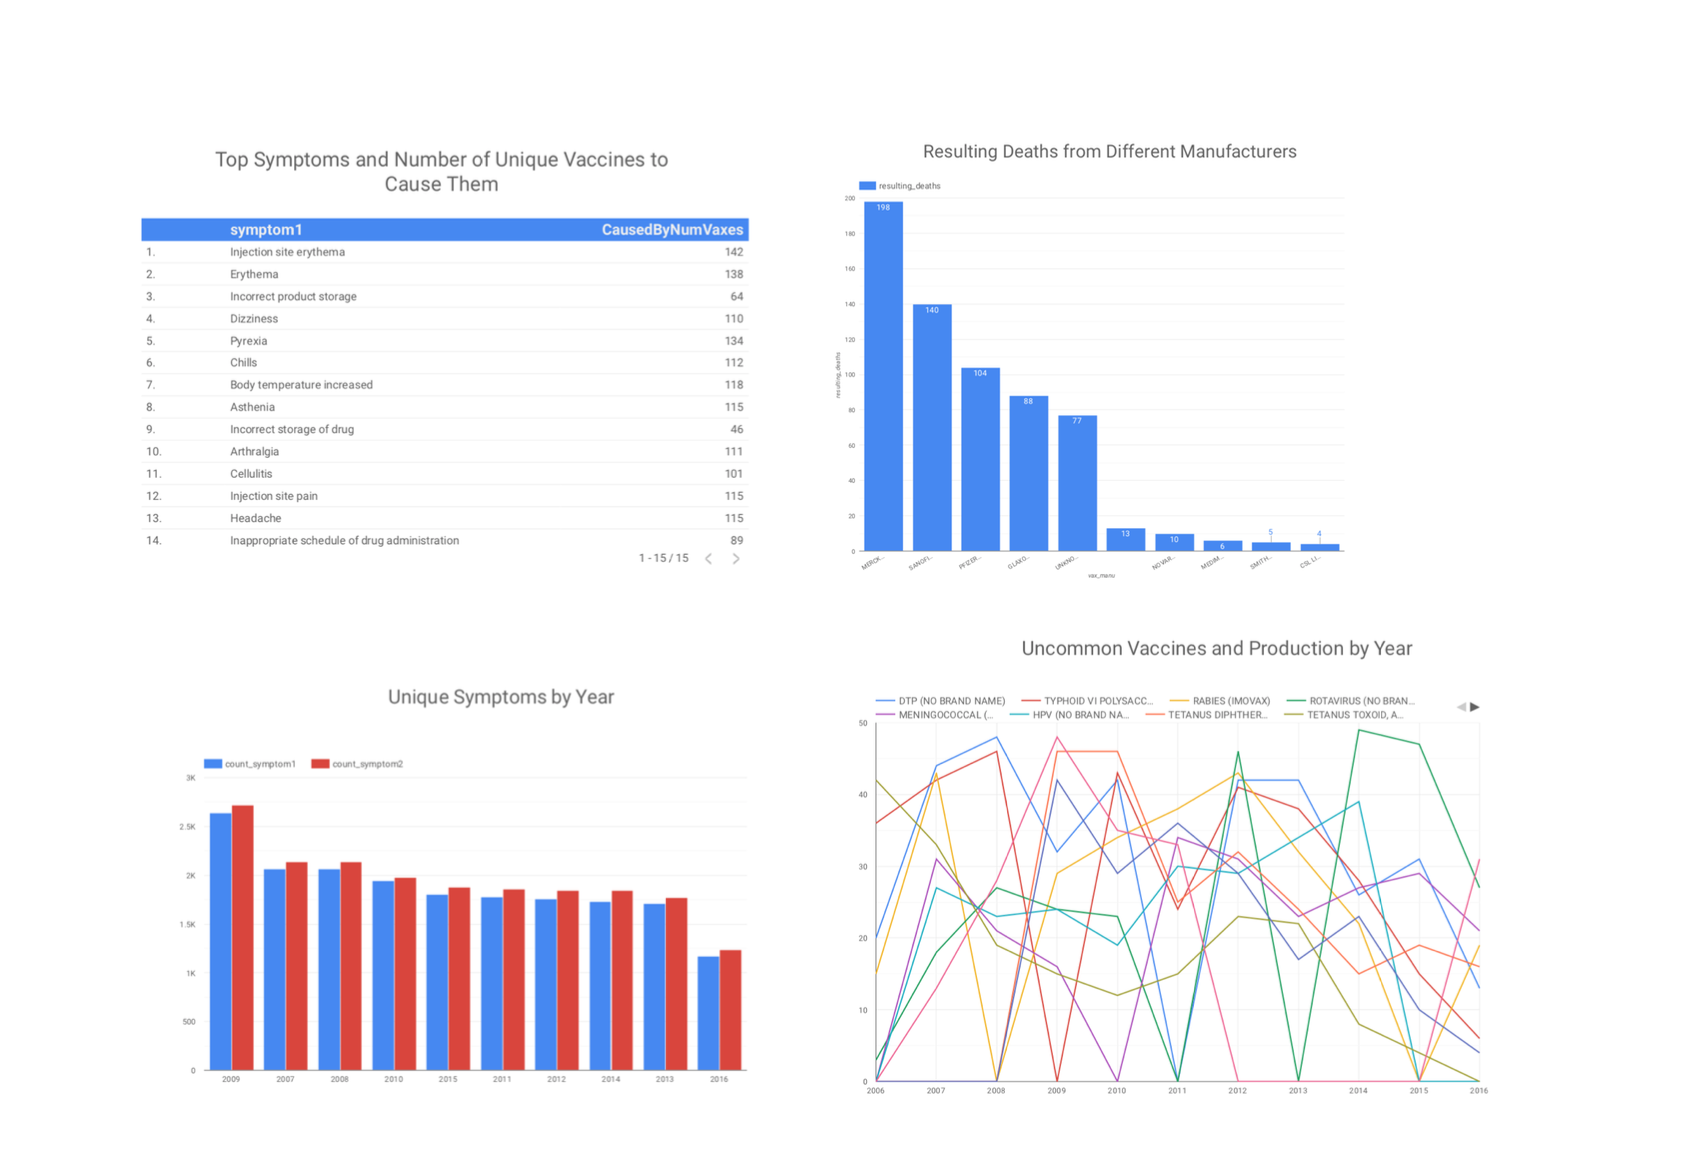 Top Symptoms and Number of Unique Vaccines to
Cause Them
symptom1 CausedByNumVaxes
1. Injection site erythema 142
2. Erythema 138
3. Incorrect product storage 64
4. Dizziness 110
5. Pyrexia 134
6. Chills 112
7. Body temperature increased 118
8. Asthenia 115
9. Incorrect storage of drug 46
10. Arthralgia 111
11. Cellulitis 101
12. Injection site pain 115
13. Headache 115
14. Inappropriate schedule of drug administration 89
1 - 15 / 15
Resulting Deaths from Different Manufacturers
resulting_deaths
200
180
160
140
120
100
80
60
40
20
0
resulting_deaths
198
140
104
88
77
13
10
6
5
4
MERCK... SANOFI... PFIZER... GLAXO... UNKNO... NOVAR... MEDIM... SMITH... CSL LI...
vax_manu
Unique Symptoms by Year
count_symptom1 count_symptom2
3K
2.5K
2K
1.5K
1K
500
0
2009 2007 2008 2010 2015 2011 2012 2014 2013 2016
Uncommon Vaccines and Production by Year
DTP (NO BRAND NAME) TYPHOID VI POLYSACC... RABIES (IMOVAX) ROTAVIRUS (NO BRAN...
MENINGOCOCCAL (... HPV (NO BRAND NA... TETANUS DIPHTHER... TETANUS TOXOID, A...
50
40
30
20
10
0
2006 2007 2008 2009 2010 2011 2012 2013 2014 2015 2016